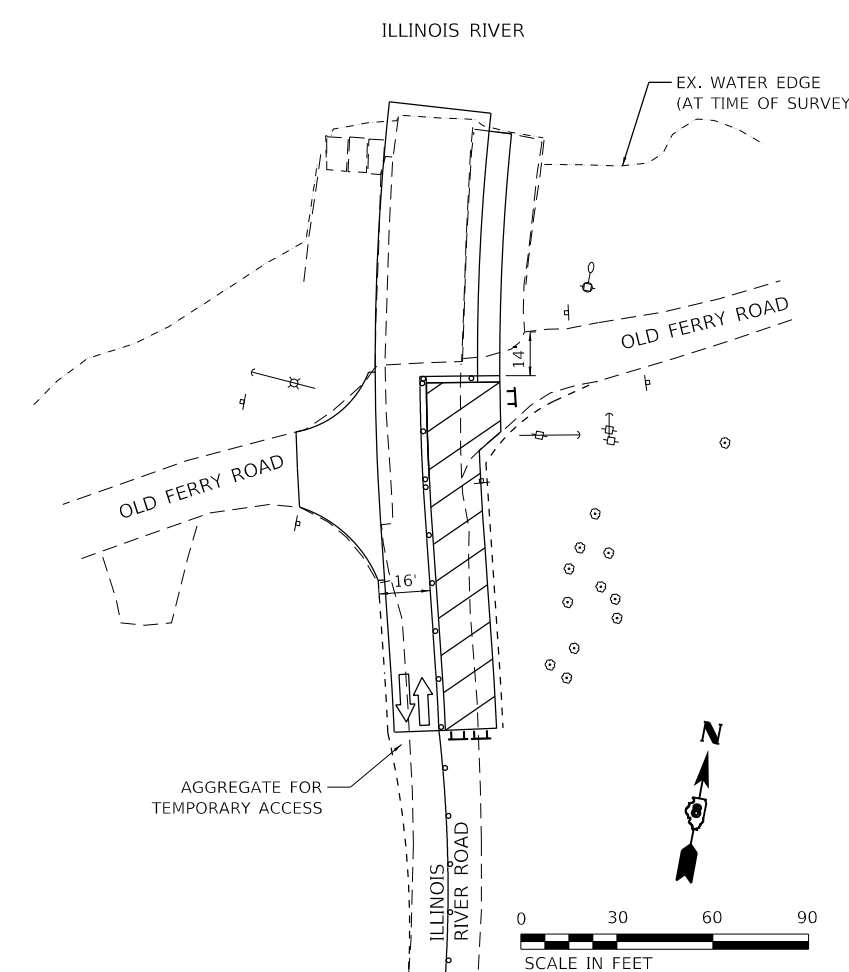 ILLINOIS RIVER
EX. WATER EDGE
(AT TIME OF SURVEY
OLD FERRY ROAD
14'
OLD FERRY ROAD
16'
N
AGGREGATE FOR
TEMPORARY ACCESS
8
ILLINOIS
RIVER ROAD
0 30 60 90
SCALE IN FEET